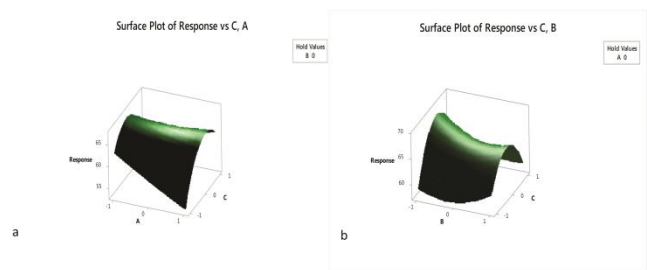 Surface Plot of Response vs C, A
Hold Values
B 0
65
60
55
Response
-1
0
1
A
-1
0
1
C
a
Surface Plot of Response vs C, B
Hold Values
A 0
70
65
60
Response
-1
0
1
B
-1
0
1
C
b